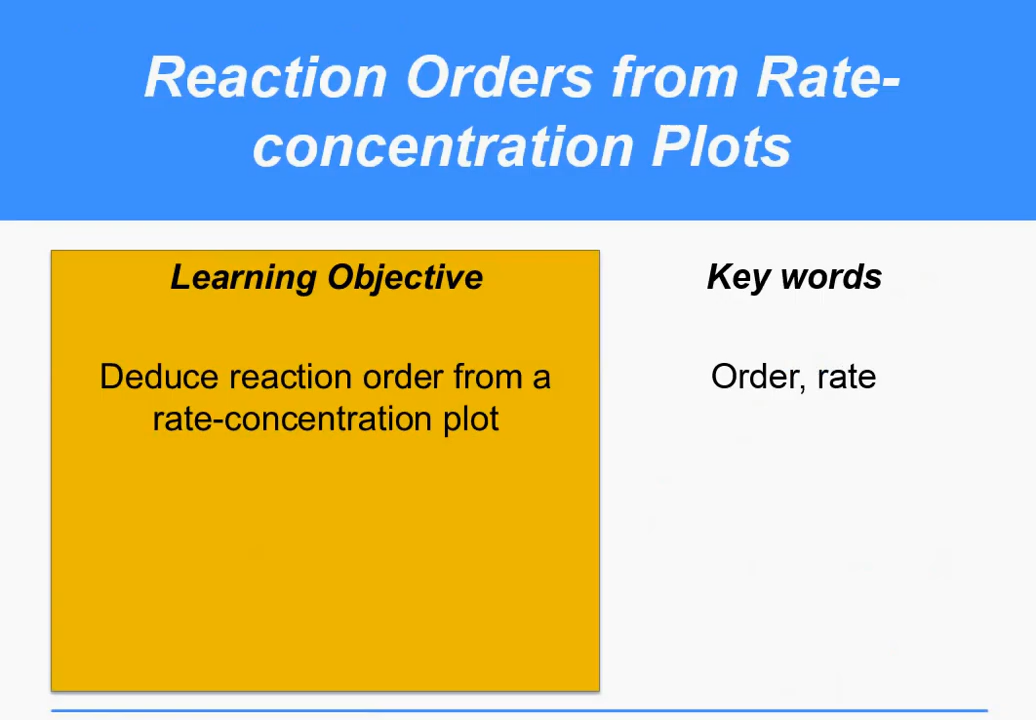 Reaction Orders from Rate-
concentration Plots
Learning Objective
Deduce reaction order from a
rate-concentration plot
Key words
Order, rate